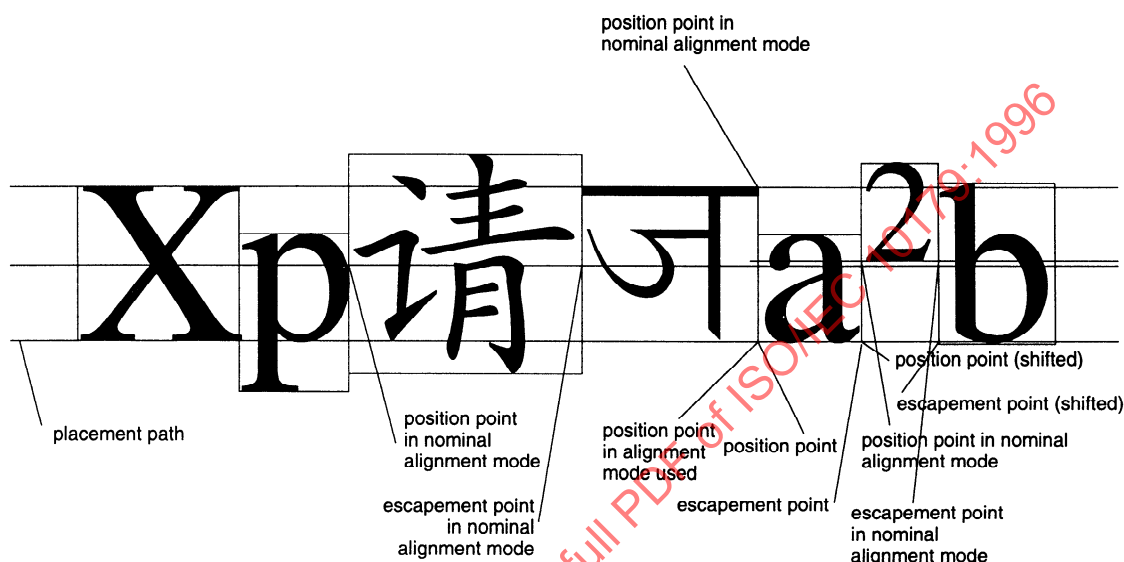 position point in
nominal alignment mode
Xp请ज a2b
position point (shifted)
escapement point (shifted)
placement path
position point
in nominal
alignment mode
position point
in alignment
mode used
position point
position point in nominal
alignment mode
escapement point
in nominal
alignment mode
escapement point
escapement point
in nominal
alignment mode
full PDF of ISO/IEC 10179:1996